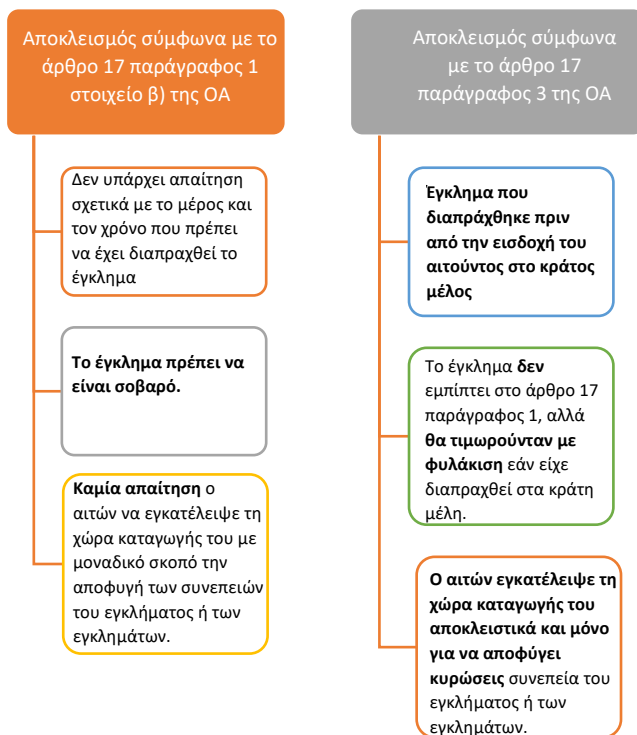 Αποκλεισμός σύμφωνα με το
άρθρο 17 παράγραφος 1
στοιχείο β) της ΟΑ
Δεν υπάρχει απαίτηση
σχετικά με το μέρος και
τον χρόνο που πρέπει
να έχει διαπραχθεί το
έγκλημα
Το έγκλημα πρέπει να
είναι σοβαρό.
Καμία απαίτηση ο
αιτών να εγκατέλειψε τη
χώρα καταγωγής του με
μοναδικό σκοπό την
αποφυγή των συνεπειών
του εγκλήματος ή των
εγκλημάτων.
Αποκλεισμός σύμφωνα
με το άρθρο 17
παράγραφος 3 της ΟΑ
Έγκλημα που
διαπράχθηκε πριν
από την εισδοχή του
αιτούντος στο κράτος
μέλος
Το έγκλημα δεν
εμπίπτει στο άρθρο 17
παράγραφος 1, αλλά
θα τιμωρούνταν με
φυλάκιση εάν είχε
διαπραχθεί στα κράτη
μέλη.
Ο αιτών εγκατέλειψε τη
χώρα καταγωγής του
αποκλειστικά και μόνο
για να αποφύγει
κυρώσεις συνεπεία του
εγκλήματος ή των
εγκλημάτων.